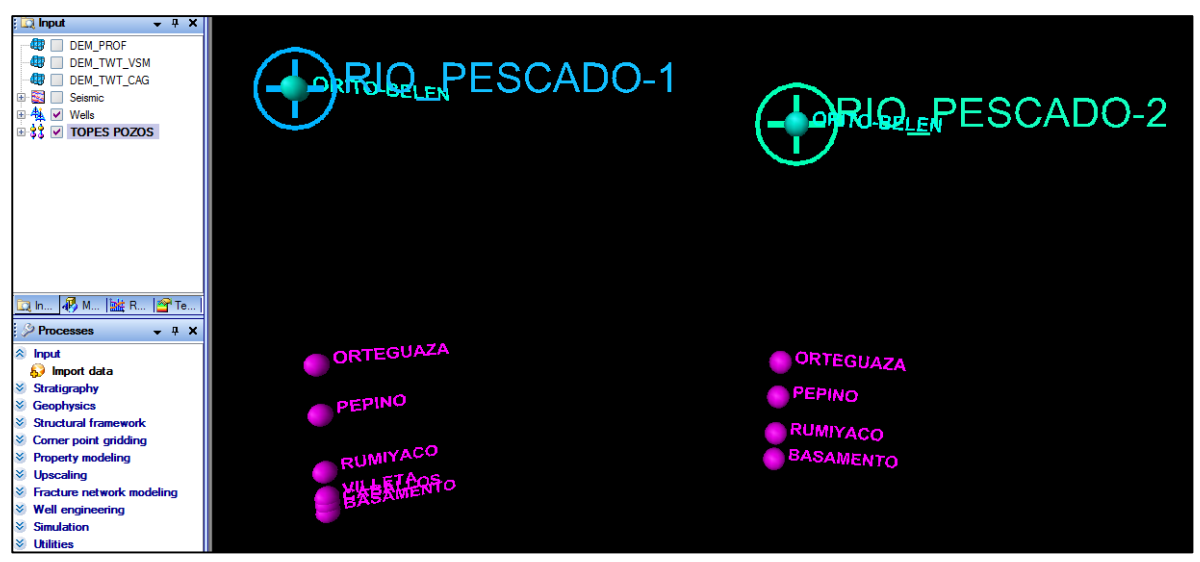 Input
DEM_PROF
DEM_TWT_VSM
DEM_TWT_CAG
Seismic
Wells
TOPES POZOS
In... M... R... Te...
Processes
Input
Import data
Stratigraphy
Geophysics
Structural framework
Corner point gridding
Property modeling
Upscaling
Fracture network modeling
Well engineering
Simulation
Utilities
RIO_PESCADO-1
ORITO-BELEN
ORTEGUAZA
PEPINO
RUMIYACO
VILLETA
CABALLOS
BASAMENTO
RIO_PESCADO-2
ORITO-BELEN
ORTEGUAZA
PEPINO
RUMIYACO
BASAMENTO